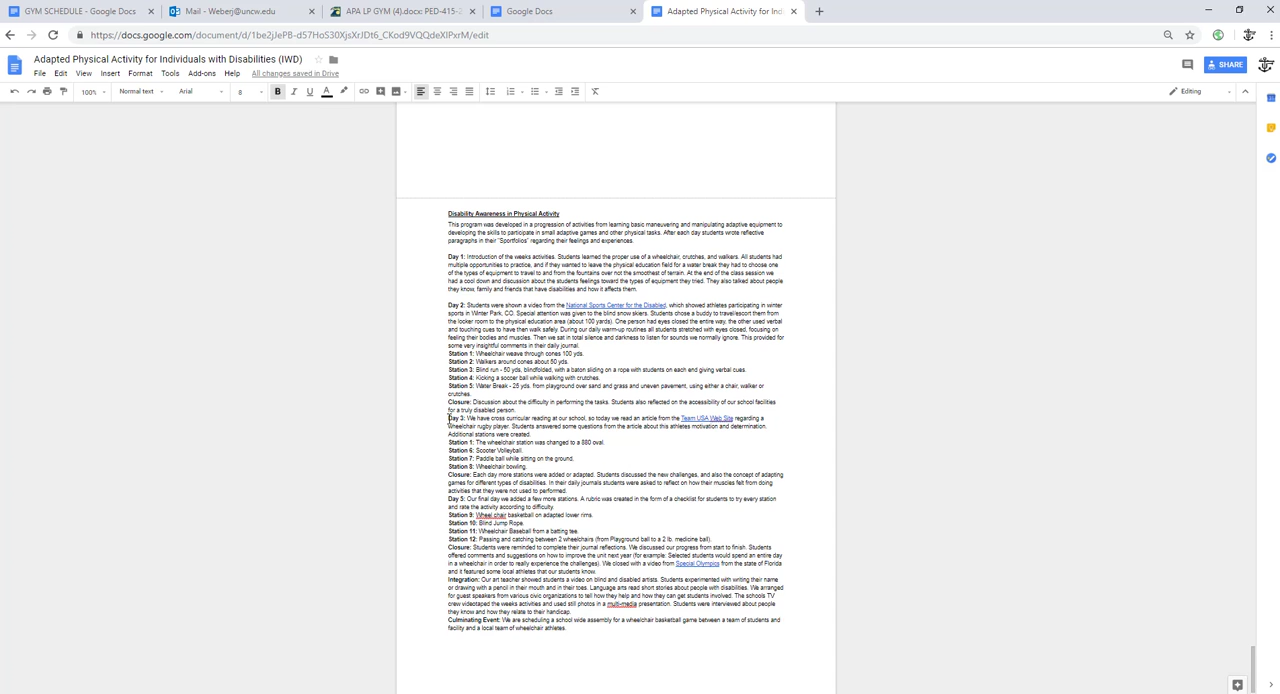 GYM SCHEDULE - Google Docs
Mail - Weberj@uncw.edu
APA LP GYM (4).docx: PED-415-2
Google Docs
Adapted Physical Activity for Indi
https://docs.google.com/document/d/1be2jJePB-d57HoS30XjsXrJDt6_CKod9VQQdeXIPxrM/edit
Adapted Physical Activity for Individuals with Disabilities (IWD)
File Edit View Insert Format Tools Add-ons Help All changes saved in Drive
SHARE
100% Normal text Arial 8 B I U A Editing
Disability Awareness in Physical Activity
This program was developed in a progression of activities from learning basic maneuvering and manipulating adaptive equipment to
developing the skills to participate in small adaptive games and other physical tasks. After each day students wrote reflective
paragraphs in their "Sportfolios" regarding their feelings and experiences.
Day 1: Introduction of the weeks activities. Students learned the proper use of a wheelchair, crutches, and walkers. All students had
multiple opportunities to practice, and if they wanted to leave the physical education field for a water break they had to choose one
of the types of equipment to travel to and from the fountains over not the smoothest of terrain. At the end of the class session we
had a cool down and discussion about the students feelings toward the types of equipment they tried. They also talked about people
they know, family and friends that have disabilities and how it affects them.
Day 2: Students were shown a video from the National Sports Center for the Disabled, which showed athletes participating in winter
sports in Winter Park, CO. Special attention was given to the blind snow skiers. Students chose a buddy to travel/escort them from
the locker room to the physical education area (about 100 yards). One person had eyes closed the entire way, the other used verbal
and touching cues to have then walk safely. During our daily warm-up routines all students stretched with eyes closed, focusing on
feeling their bodies and muscles. Then we sat in total silence and darkness to listen for sounds we normally ignore. This provided for
some very insightful comments in their daily journal.
Station 1: Wheelchair weave through cones 100 yds.
Station 2: Walkers around cones about 50 yds.
Station 3: Blind run - 50 yds, blindfolded, with a baton sliding on a rope with students on each end giving verbal cues.
Station 4: Kicking a soccer ball while walking with crutches.
Station 5: Water Break - 25 yds. from playground over sand and grass and uneven pavement, using either a chair, walker or
crutches.
Closure: Discussion about the difficulty in performing the tasks. Students also reflected on the accessibility of our school facilities
for a truly disabled person.
Day 3: We have cross curricular reading at our school, so today we read an article from the Team USA Web Site regarding a
wheelchair rugby player. Students answered some questions from the article about this athletes motivation and determination.
Additional stations were created.
Station 1: The wheelchair station was changed to a 880 oval.
Station 6: Scooter Volleyball.
Station 7: Paddle ball while sitting on the ground.
Station 8: Wheelchair bowling.
Closure: Each day more stations were added or adapted. Students discussed the new challenges, and also the concept of adapting
games for different types of disabilities. In their daily journals students were asked to reflect on how their muscles felt from doing
activities that they were not used to performed.
Day 5: Our final day we added a few more stations. A rubric was created in the form of a checklist for students to try every station
and rate the activity according to difficulty.
Station 9: Wheel chair basketball on adapted lower rims.
Station 10: Blind Jump Rope.
Station 11: Wheelchair Baseball from a batting tee.
Station 12: Passing and catching between 2 wheelchairs (from Playground ball to a 2 lb. medicine ball).
Closure: Students were reminded to complete their journal reflections. We discussed our progress from start to finish. Students
offered comments and suggestions on how to improve the unit next year (for example: Selected students would spend an entire day
in a wheelchair in order to really experience the challenges). We closed with a video from Special Olympics from the state of Florida
and it featured some local athletes that our students know.
Integration: Our art teacher showed students a video on blind and disabled artists. Students experimented with writing their name
or drawing with a pencil in their mouth and in their toes. Language arts read short stories about people with disabilities. We arranged
for guest speakers from various civic organizations to tell how they help and how they can get students involved. The schools TV
crew videotaped the weeks activities and used still photos in a multi-media presentation. Students were interviewed about people
they know and how they relate to their handicap.
Culminating Event: We are scheduling a school wide assembly for a wheelchair basketball game between a team of students and
facility and a local team of wheelchair athletes.